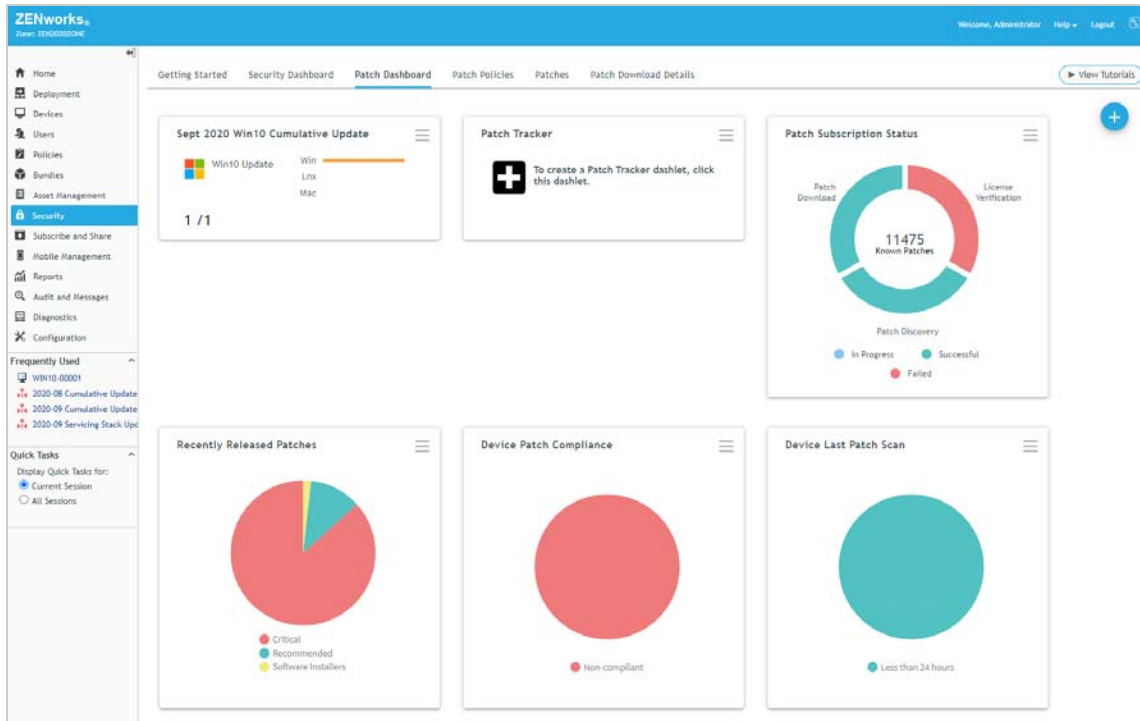 ZENworks®
Zone: ZEN2020ZONE
Welcome, Administrator Help Logout
Home
Deployment
Devices
Users
Policies
Bundles
Asset Management
Security
Subscribe and Share
Mobile Management
Reports
Audit and Messages
Diagnostics
Configuration
Frequently Used
WIN10-00001
2020-08 Cumulative Update
2020-09 Cumulative Update
2020-09 Servicing Stack Upd
Quick Tasks
Display Quick Tasks for:
Current Session
All Sessions
Getting Started Security Dashboard Patch Dashboard Patch Policies Patches Patch Download Details
View Tutorials
Sept 2020 Win10 Cumulative Update
Win10 Update
Win
Lnx
Mac
1 /1
Patch Tracker
To create a Patch Tracker dashlet, click
this dashlet.
Patch Subscription Status
Patch
Download
License
Verification
11475
Known Patches
Patch Discovery
In Progress Successful
Failed
Recently Released Patches
Critical
Recommended
Software Installers
Device Patch Compliance
Non-compliant
Device Last Patch Scan
Less than 24 hours